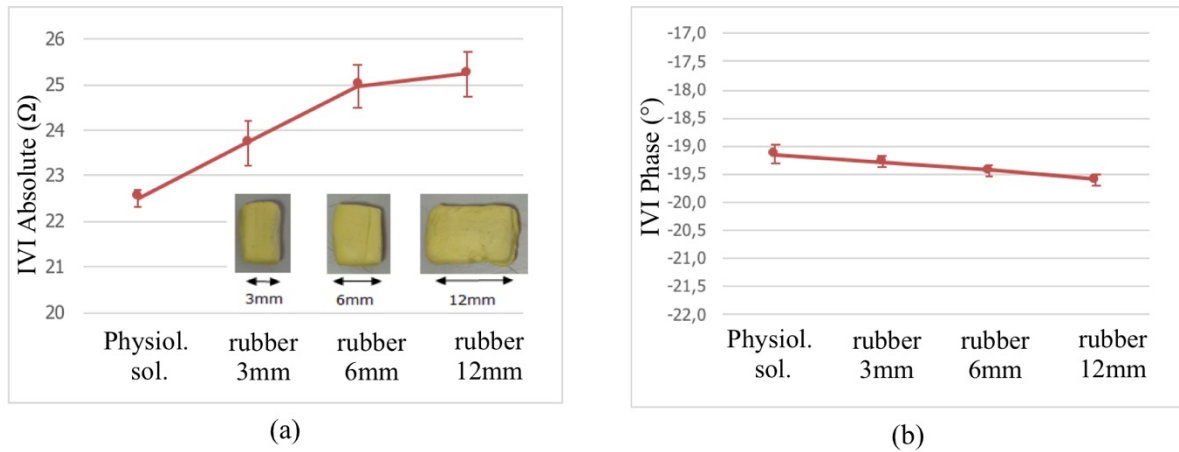 26
25
24
23
22
21
20
IVI Absolute (Ω)
3mm
6mm
12mm
Physiol.
sol.
rubber
3mm
rubber
6mm
rubber
12mm
(a)
-17,0
-17,5
-18,0
-18,5
-19,0
-19,5
-20,0
-20,5
-21,0
-21,5
-22,0
IVI Phase (°)
Physiol.
sol.
rubber
3mm
rubber
6mm
rubber
12mm
(b)